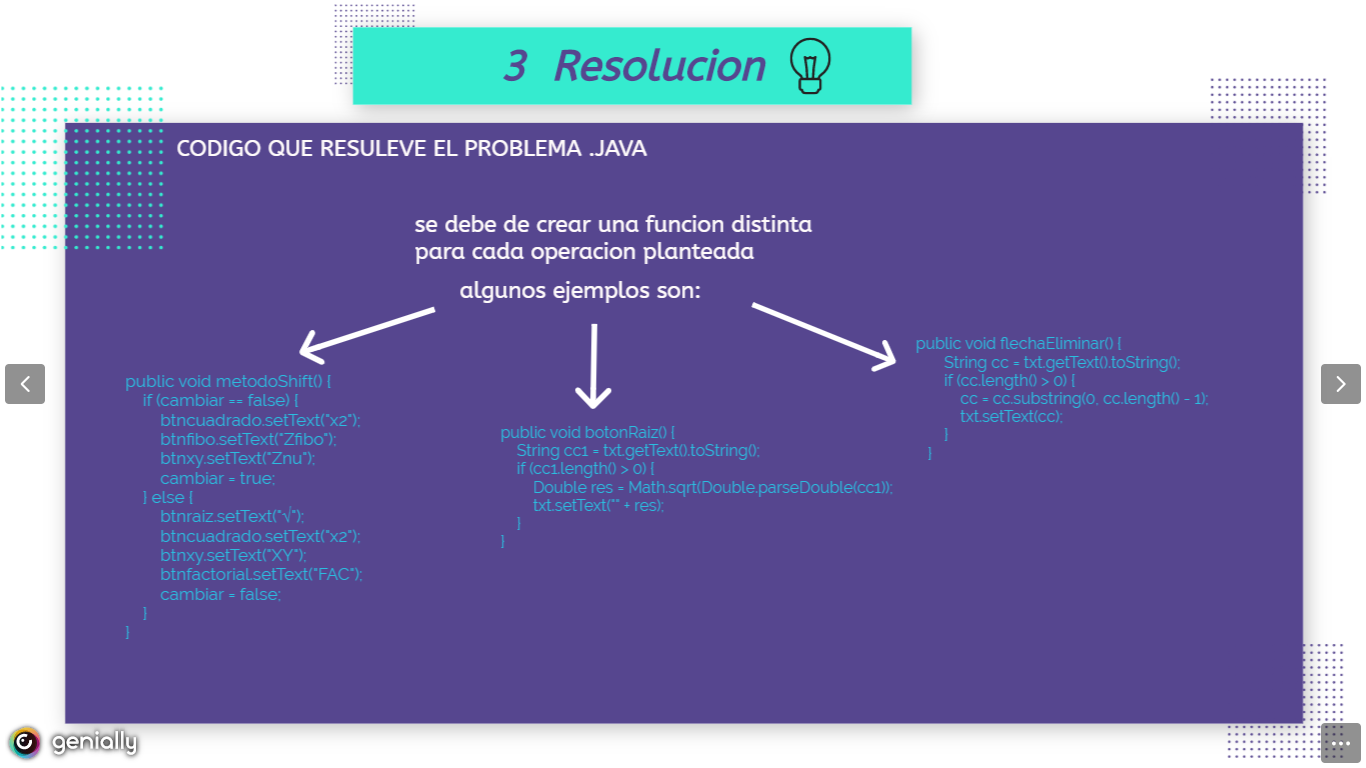 3 Resolucion
CODIGO QUE RESULEVE EL PROBLEMA .JAVA
se debe de crear una funcion distinta
para cada operacion planteada
algunos ejemplos son:
public void metodoShift() {
if (cambiar == false) {
btncuadrado.setText("x2");
btnfibo.setText("Zfibo");
btnxy.setText("Znu");
cambiar = true;
} else {
btnraiz.setText("√");
btncuadrado.setText("x2");
btnxy.setText("XY");
btnfactorial.setText("FAC");
cambiar = false;
}
}
public void botonRaiz() {
String cc1 = txt.getText().toString();
if (cc1.length() > 0) {
Double res = Math.sqrt(Double.parseDouble(cc1));
txt.setText("" + res);
}
}
public void flechaEliminar() {
String cc = txt.getText().toString();
if (cc.length() > 0) {
cc = cc.substring(0, cc.length() - 1);
txt.setText(cc);
}
}
genially